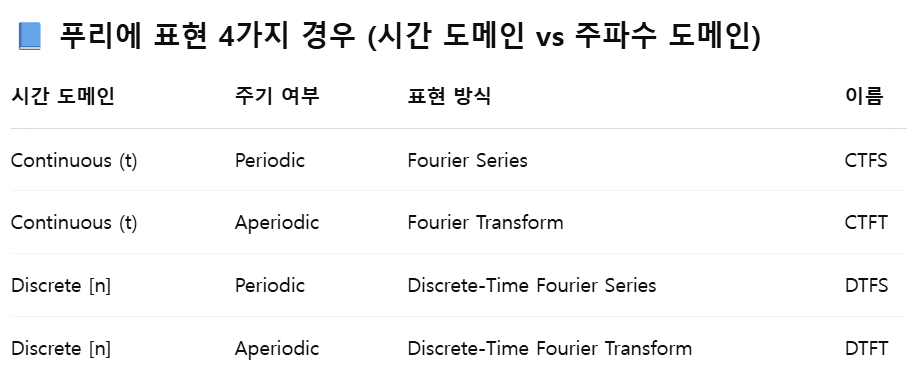 📘 푸리에 표현 4가지 경우 (시간 도메인 vs 주파수 도메인)
시간 도메인 주기 여부 표현 방식 이름
Continuous (t) Periodic Fourier Series CTFS
Continuous (t) Aperiodic Fourier Transform CTFT
Discrete [n] Periodic Discrete-Time Fourier Series DTFS
Discrete [n] Aperiodic Discrete-Time Fourier Transform DTFT